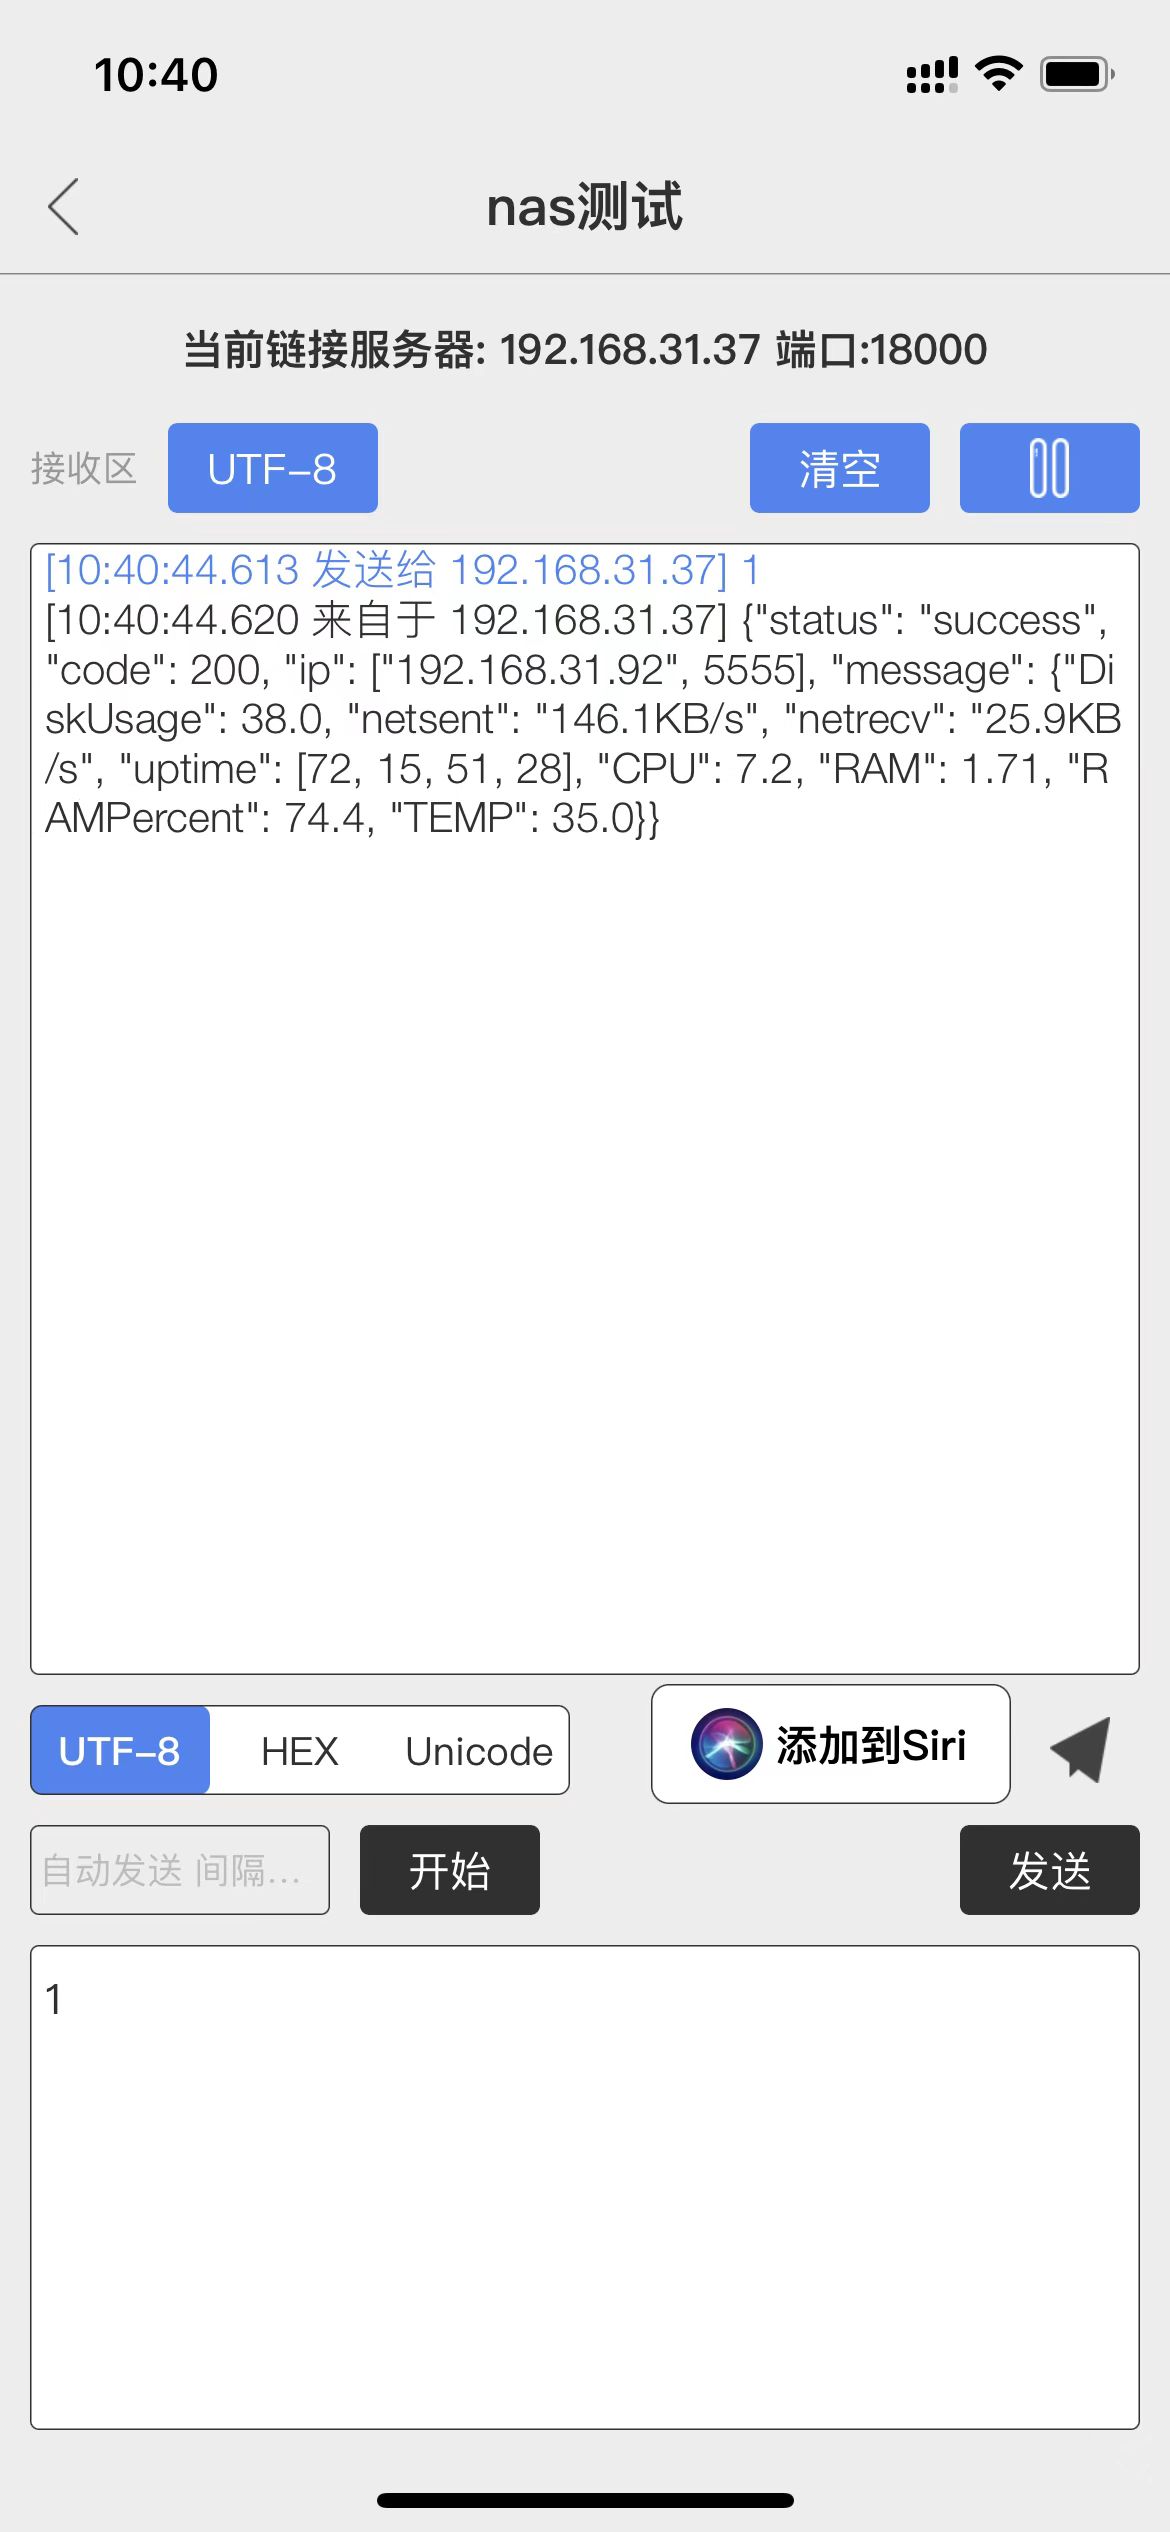 10:40
nas测试
当前链接服务器: 192.168.31.37 端口:18000
接收区 UTF-8 清空
[10:40:44.613 发送给 192.168.31.37] 1
[10:40:44.620 来自于 192.168.31.37] {"status": "success",
"code": 200, "ip": ["192.168.31.92", 5555], "message": {"Di
skUsage": 38.0, "netsent": "146.1KB/s", "netrecv": "25.9KB
/s", "uptime": [72, 15, 51, 28], "CPU": 7.2, "RAM": 1.71, "R
AMPercent": 74.4, "TEMP": 35.0}}
UTF-8 HEX Unicode 添加到Siri
自动发送 间隔... 开始 发送
1